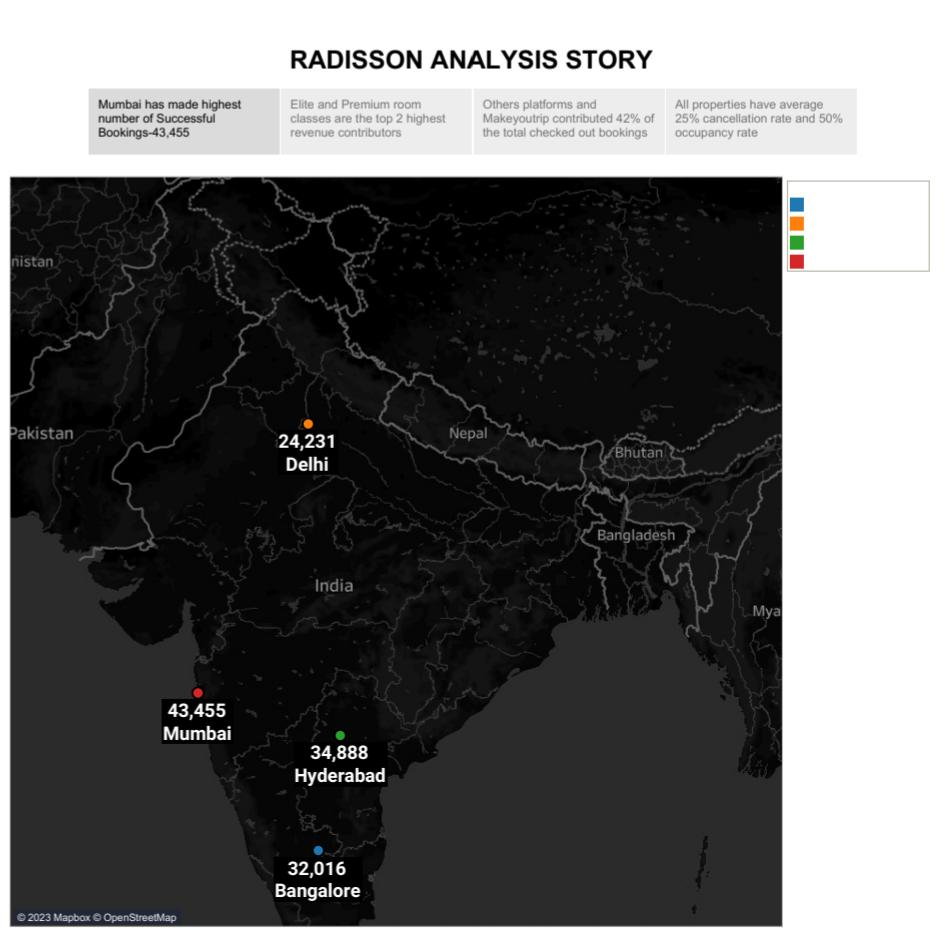 RADISSON ANALYSIS STORY
Mumbai has made highest
number of Successful
Bookings-43,455
Elite and Premium room
classes are the top 2 highest
revenue contributors
Others platforms and
Makeyoutrip contributed 42% of
the total checked out bookings
All properties have average
25% cancellation rate and 50%
occupancy rate
nistan
Pakistan
Nepal
Bhutan
24,231
Delhi
Bangladesh
India
Mya
43,455
Mumbai
34,888
Hyderabad
32,016
Bangalore
© 2023 Mapbox © OpenStreetMap